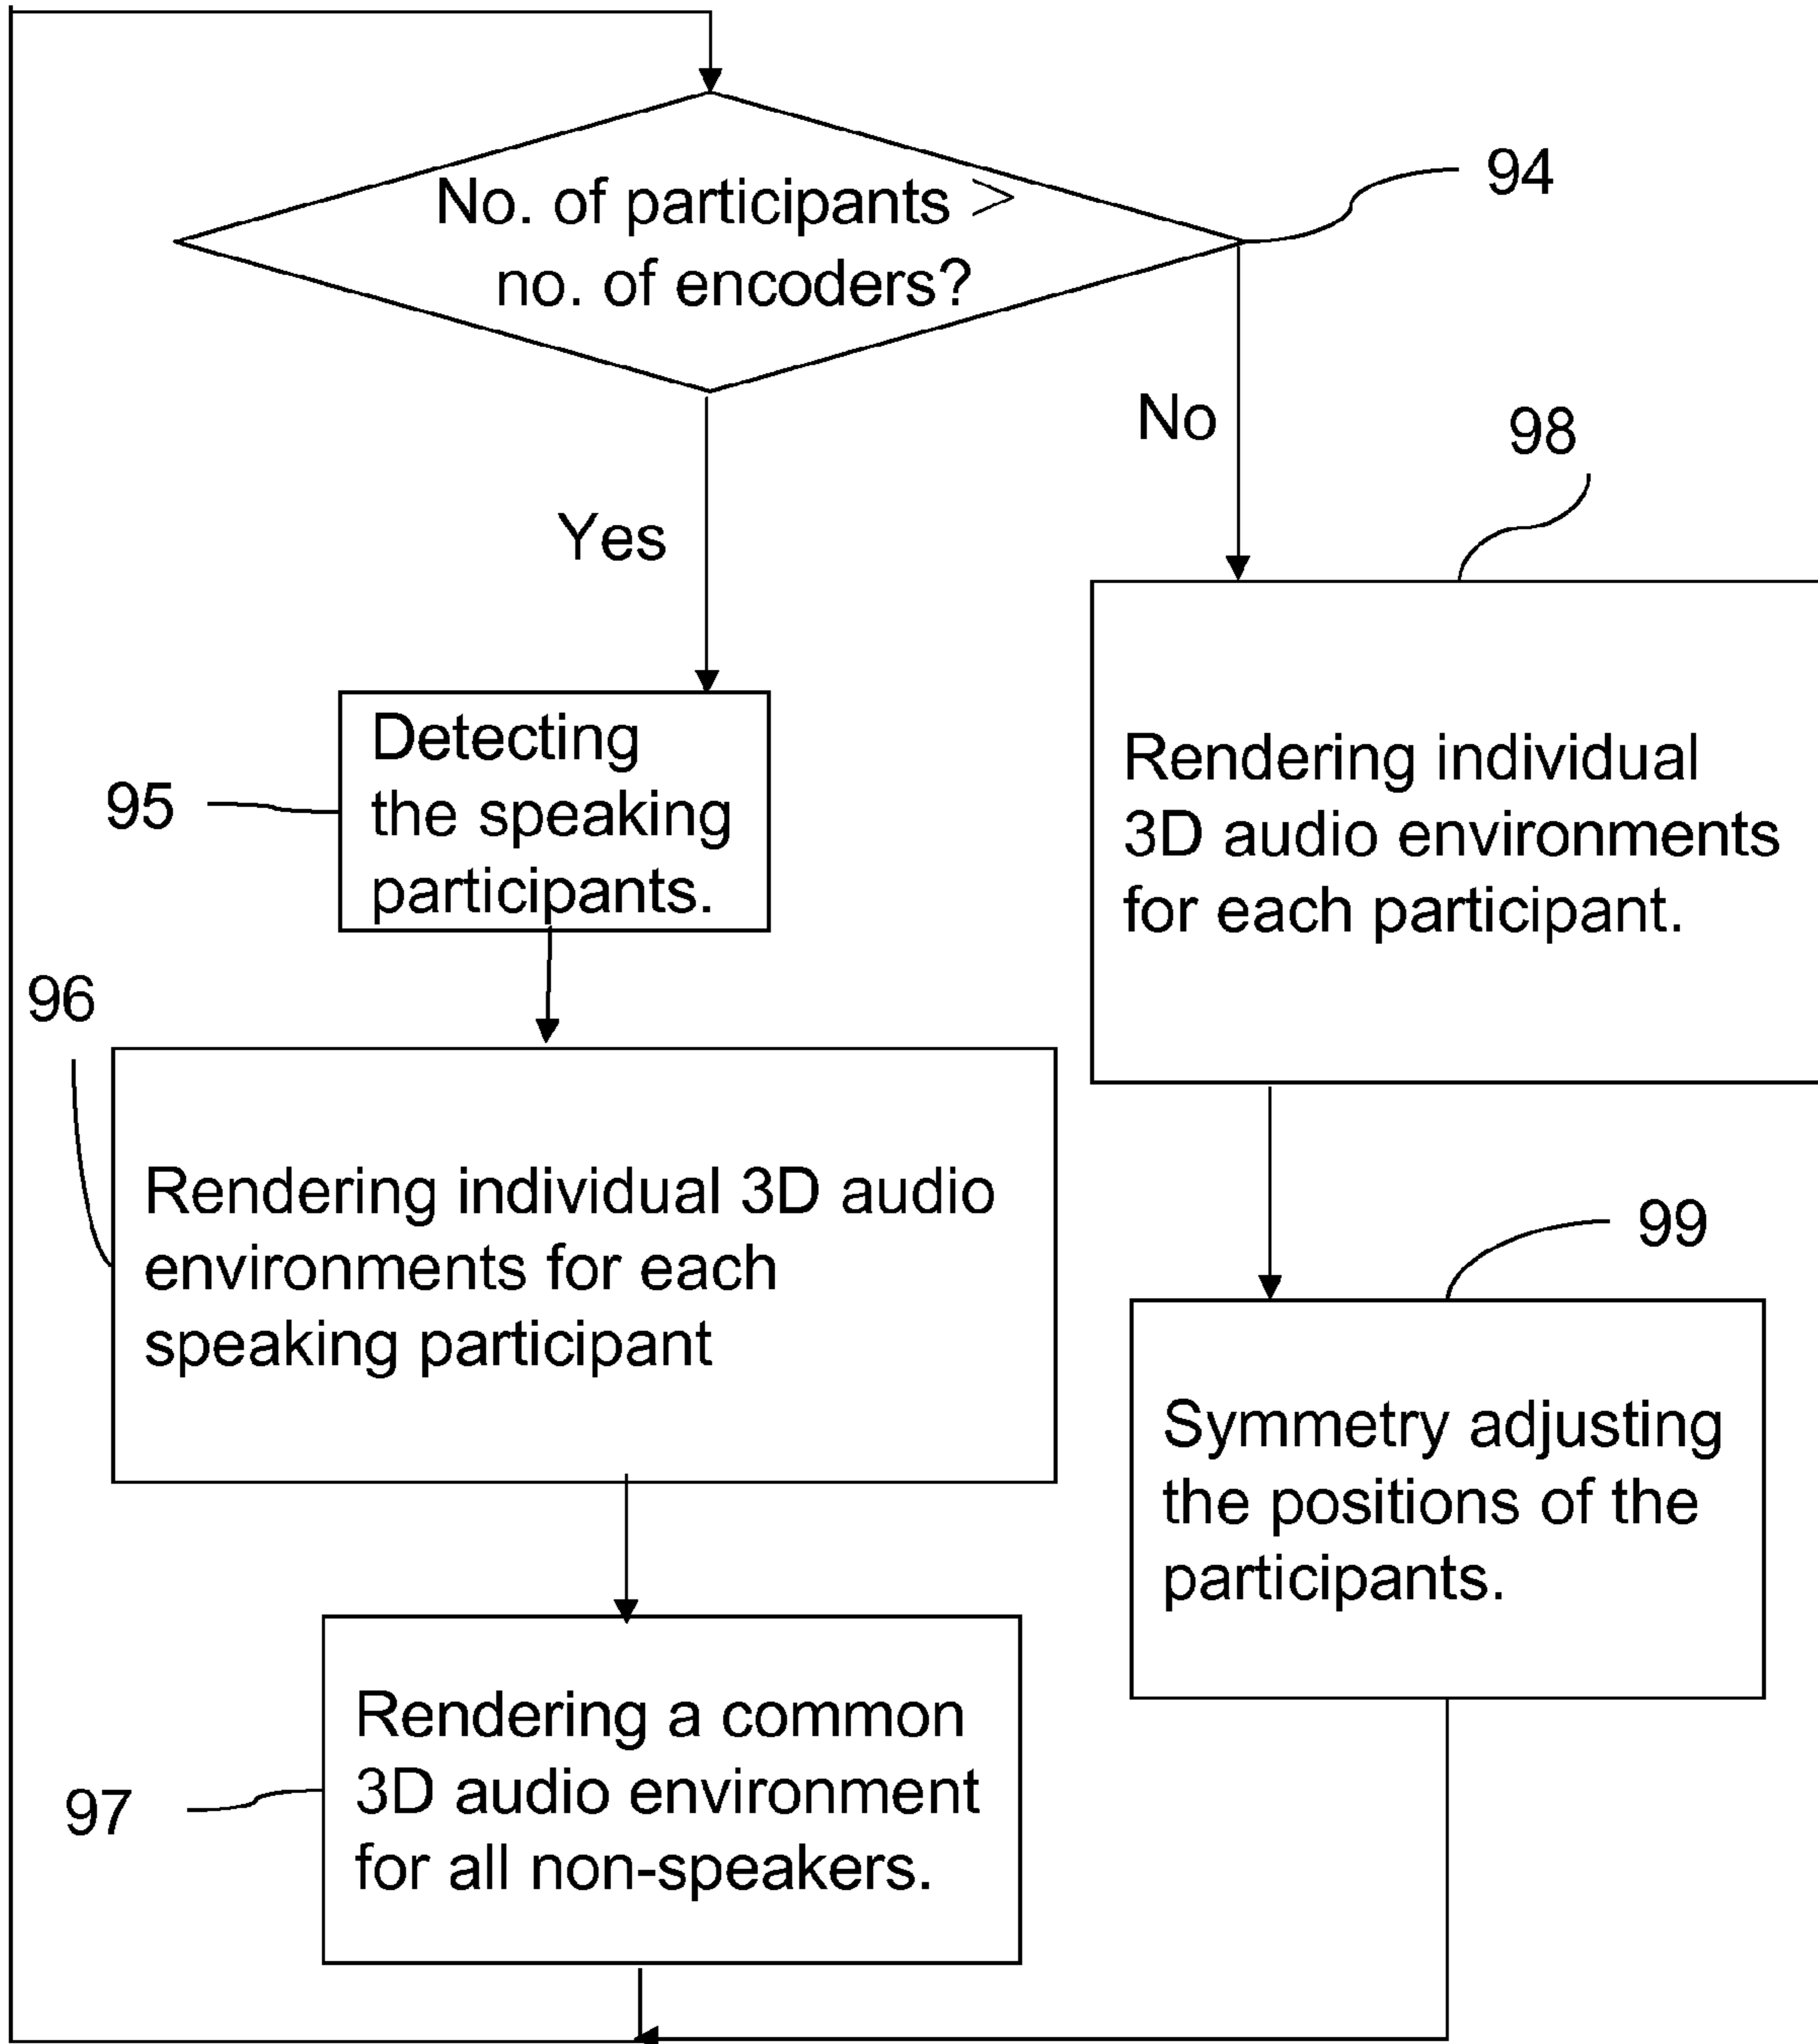 No. of participants >
no. of encoders?
94
No
98
Yes
Detecting
the speaking
participants.
95
Rendering individual
3D audio environments
for each participant.
96
Rendering individual 3D audio
environments for each
speaking participant
99
Symmetry adjusting
the positions of the
participants.
Rendering a common
3D audio environment
for all non-speakers.
97